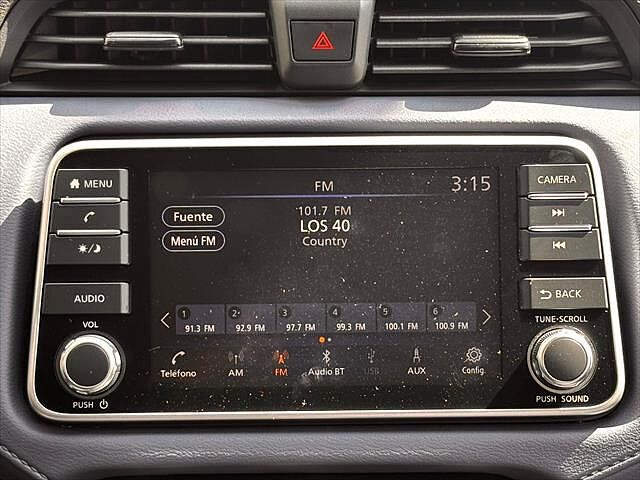 MENU
AUDIO
VOL
PUSH
FM
3:15
Fuente
Menú FM
101.7 FM
LOS 40
Country
1 2 3 4 5 6
91.3 FM 92.9 FM 97.7 FM 99.3 FM 100.1 FM 100.9 FM
Teléfono AM FM Audio BT USB AUX Config.
CAMERA
BACK
TUNE·SCROLL
PUSH SOUND